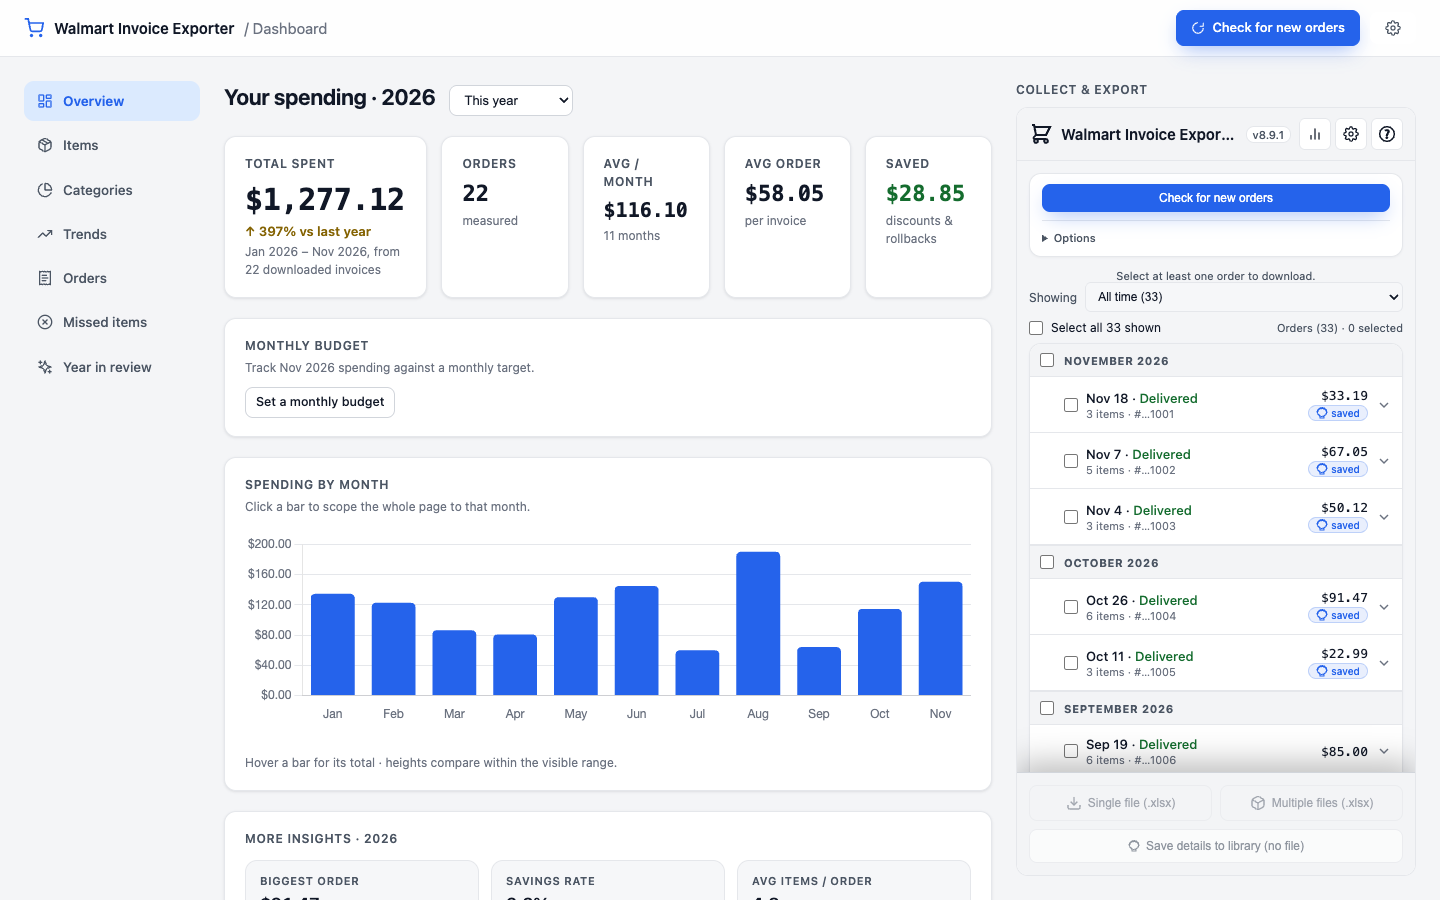 Walmart Invoice Exporter / Dashboard
Check for new orders
Overview
Items
Categories
Trends
Orders
Missed items
Year in review
Your spending · 2026
This year
TOTAL SPENT
$1,277.12
↑ 397% vs last year
Jan 2026 – Nov 2026, from
22 downloaded invoices
ORDERS
22
measured
AVG /
MONTH
$116.10
11 months
AVG ORDER
$58.05
per invoice
SAVED
$28.85
discounts &
rollbacks
MONTHLY BUDGET
Track Nov 2026 spending against a monthly target.
Set a monthly budget
SPENDING BY MONTH
Click a bar to scope the whole page to that month.
$200.00
$160.00
$120.00
$80.00
$40.00
$0.00
Jan Feb Mar Apr May Jun Jul Aug Sep Oct Nov
Hover a bar for its total · heights compare within the visible range.
MORE INSIGHTS · 2026
BIGGEST ORDER
SAVINGS RATE
AVG ITEMS / ORDER
COLLECT & EXPORT
Walmart Invoice Expor... v8.9.1
Check for new orders
Options
Select at least one order to download.
Showing All time (33)
Select all 33 shown
Orders (33) · 0 selected
NOVEMBER 2026
Nov 18 · Delivered $33.19
3 items · #...1001 saved
Nov 7 · Delivered $67.05
5 items · #...1002 saved
Nov 4 · Delivered $50.12
3 items · #...1003 saved
OCTOBER 2026
Oct 26 · Delivered $91.47
6 items · #...1004 saved
Oct 11 · Delivered $22.99
3 items · #...1005 saved
SEPTEMBER 2026
Sep 19 · Delivered $85.00
6 items · #...1006
Single file (.xlsx)
Multiple files (.xlsx)
Save details to library (no file)